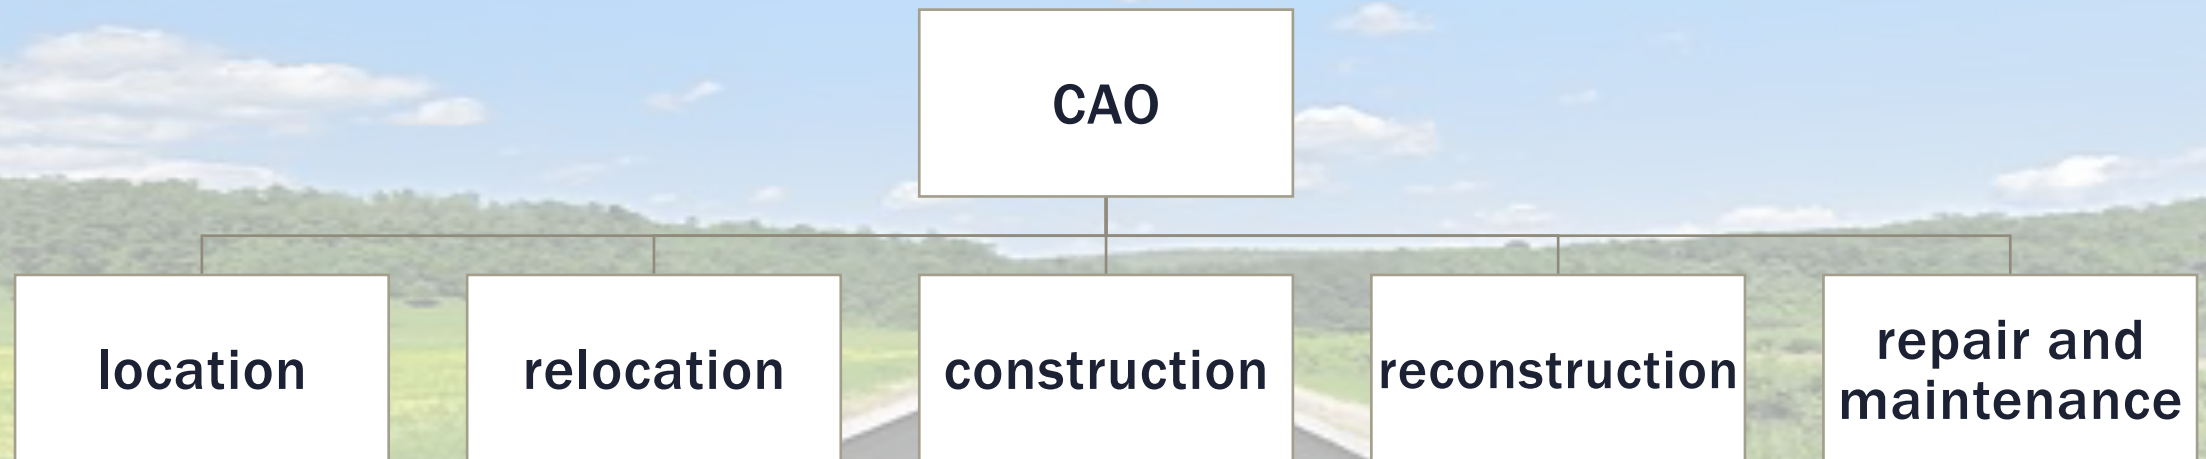 CAO
location
relocation
construction
reconstruction
repair and
maintenance